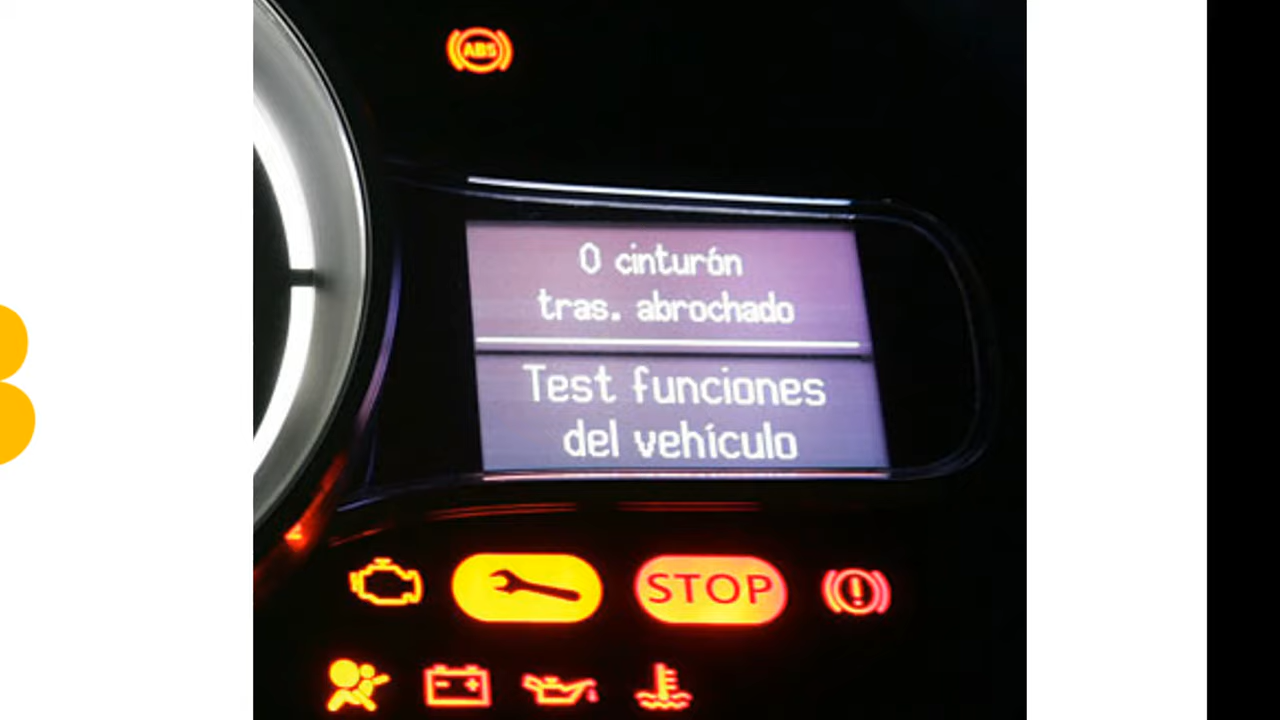 ABS
0 cinturón
tras. abrochado
Test funciones
del vehículo
STOP